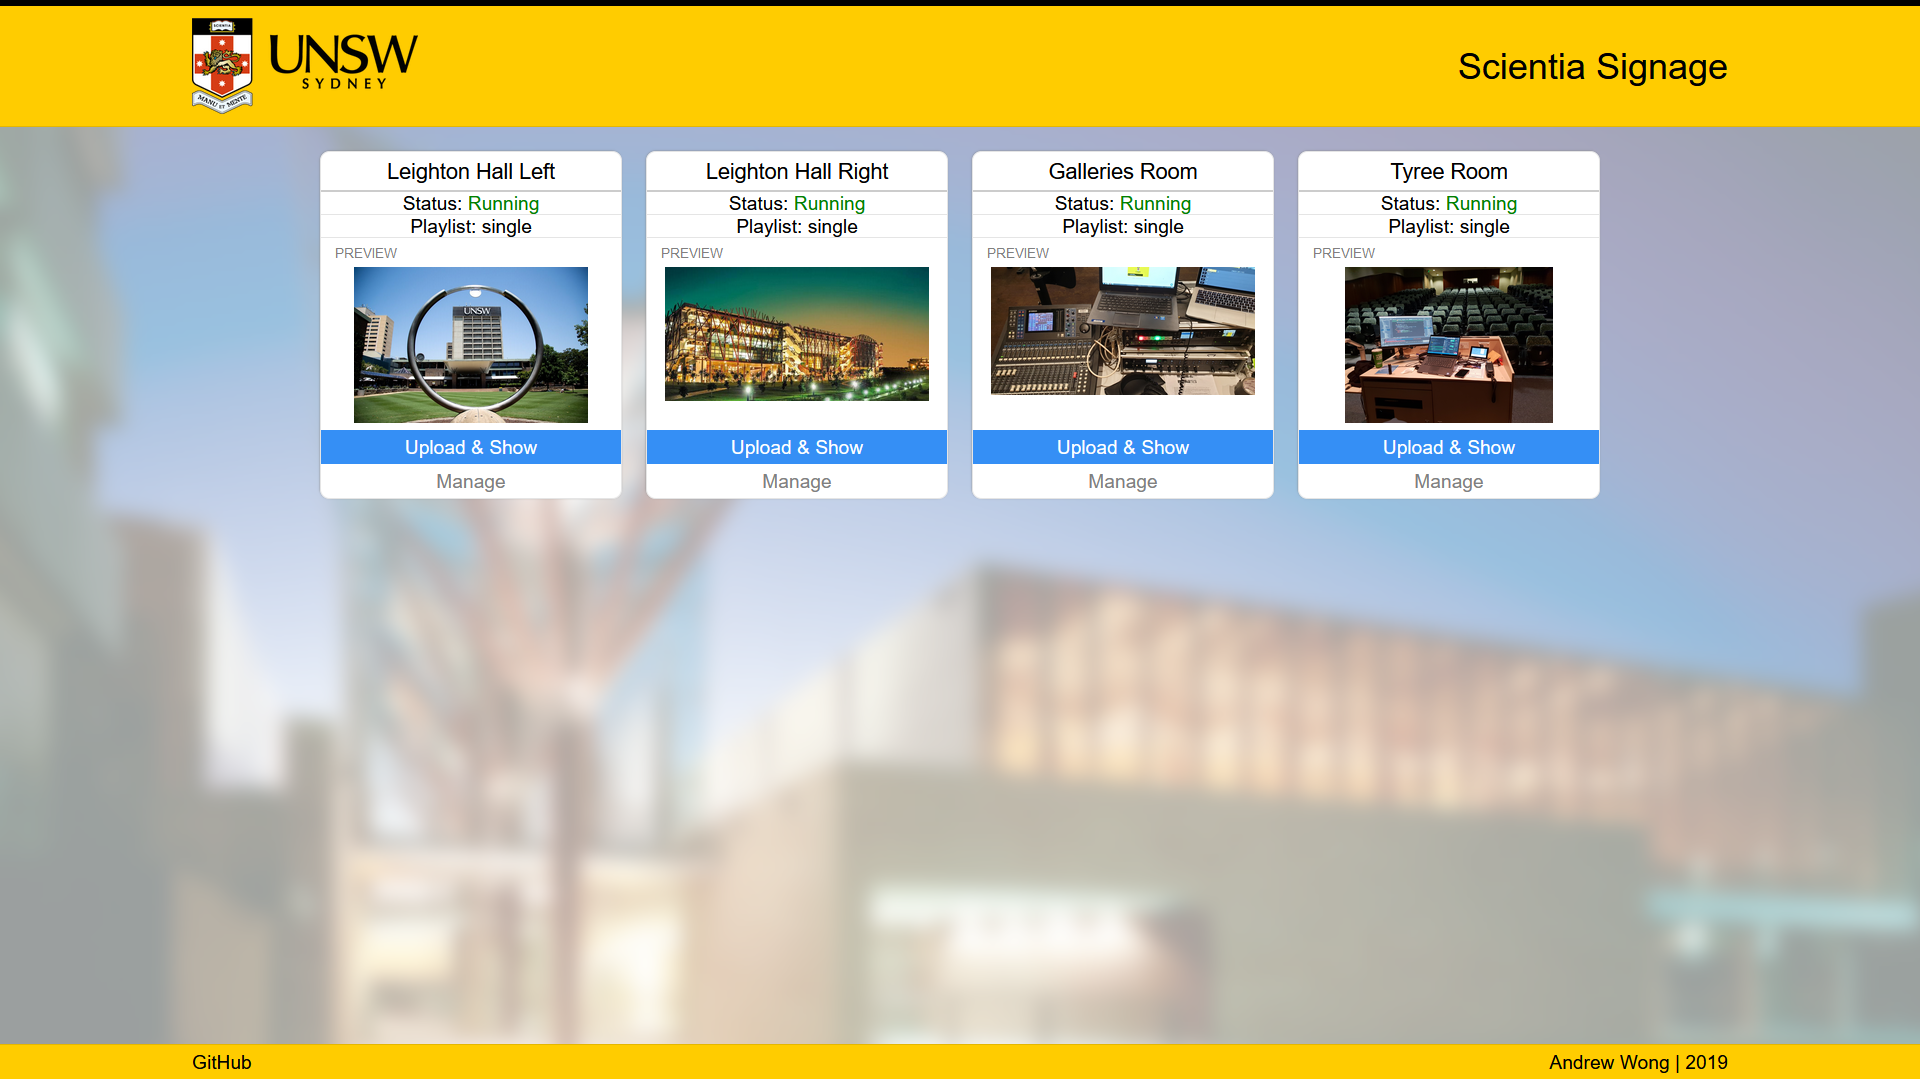 SCIENTIA
MANU ET MENTE
UNSW
SYDNEY
Scientia Signage
Leighton Hall Left
Status: Running
Playlist: single
PREVIEW
UNSW
Upload & Show
Manage
Leighton Hall Right
Status: Running
Playlist: single
PREVIEW
Upload & Show
Manage
Galleries Room
Status: Running
Playlist: single
PREVIEW
Upload & Show
Manage
Tyree Room
Status: Running
Playlist: single
PREVIEW
Upload & Show
Manage
GitHub
Andrew Wong | 2019